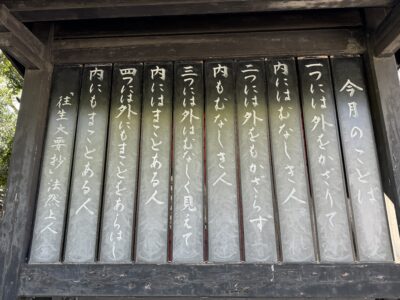 今月のことば
一つには外をかざりて
内にはむなしき人
二つには外をもかざらず
内もむなしき人
三つには外はむなしく見えて
内にはまことある人
四つには外にもまことをあらはし
内にもまことある人
『往生大要抄』法然上人